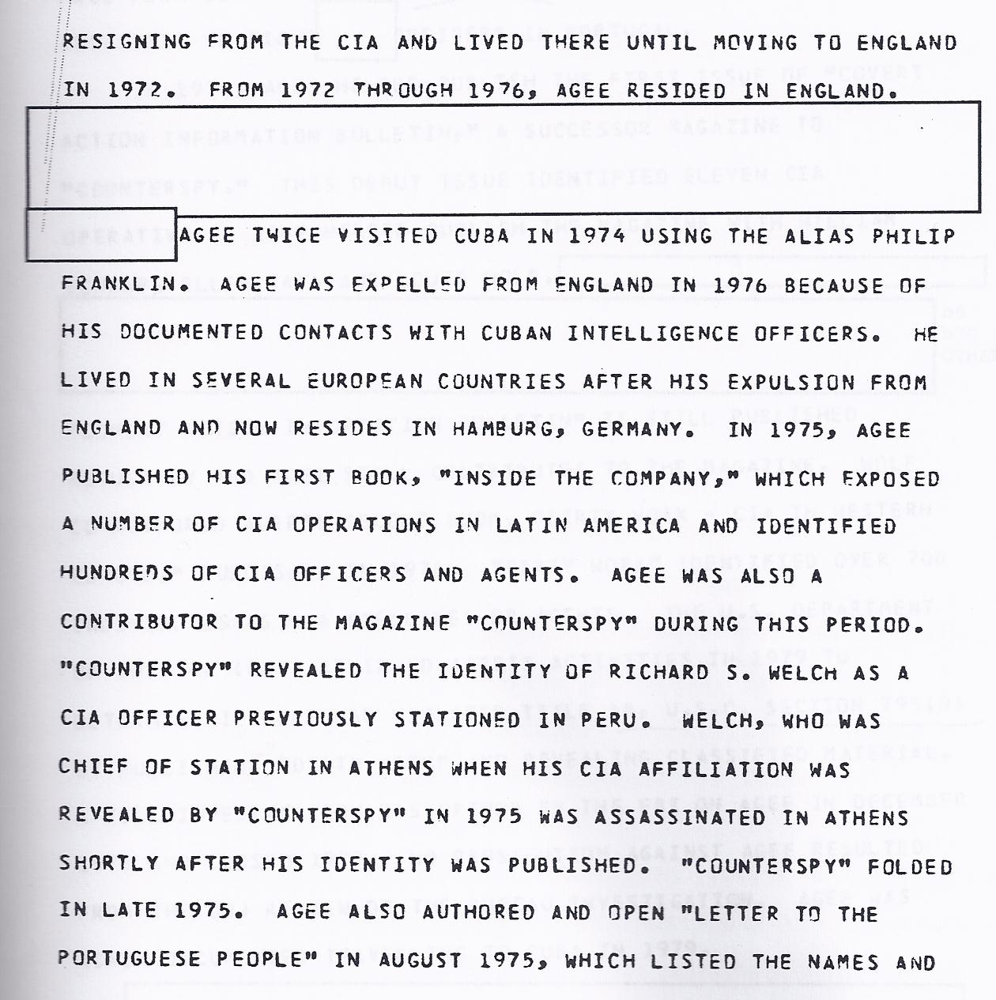 RESIGNING FROM THE CIA AND LIVED THERE UNTIL MOVING TO ENGLAND
IN 1972. FROM 1972 THROUGH 1976, AGEE RESIDED IN ENGLAND.
AGEE TWICE VISITED CUBA IN 1974 USING THE ALIAS PHILIP
FRANKLIN. AGEE WAS EXPELLED FROM ENGLAND IN 1976 BECAUSE OF
HIS DOCUMENTED CONTACTS WITH CUBAN INTELLIGENCE OFFICERS. HE
LIVED IN SEVERAL EUROPEAN COUNTRIES AFTER HIS EXPULSION FROM
ENGLAND AND NOW RESIDES IN HAMBURG, GERMANY. IN 1975, AGEE
PUBLISHED HIS FIRST BOOK, "INSIDE THE COMPANY," WHICH EXPOSED
A NUMBER OF CIA OPERATIONS IN LATIN AMERICA AND IDENTIFIED
HUNDREDS OF CIA OFFICERS AND AGENTS. AGEE WAS ALSO A
CONTRIBUTOR TO THE MAGAZINE "COUNTERSPY" DURING THIS PERIOD.
"COUNTERSPY" REVEALED THE IDENTITY OF RICHARD S. WELCH AS A
CIA OFFICER PREVIOUSLY STATIONED IN PERU. WELCH, WHO WAS
CHIEF OF STATION IN ATHENS WHEN HIS CIA AFFILIATION WAS
REVEALED BY "COUNTERSPY" IN 1975 WAS ASSASSINATED IN ATHENS
SHORTLY AFTER HIS IDENTITY WAS PUBLISHED. "COUNTERSPY" FOLDED
IN LATE 1975. AGEE ALSO AUTHORED AND OPEN "LETTER TO THE
PORTUGUESE PEOPLE" IN AUGUST 1975, WHICH LISTED THE NAMES AND